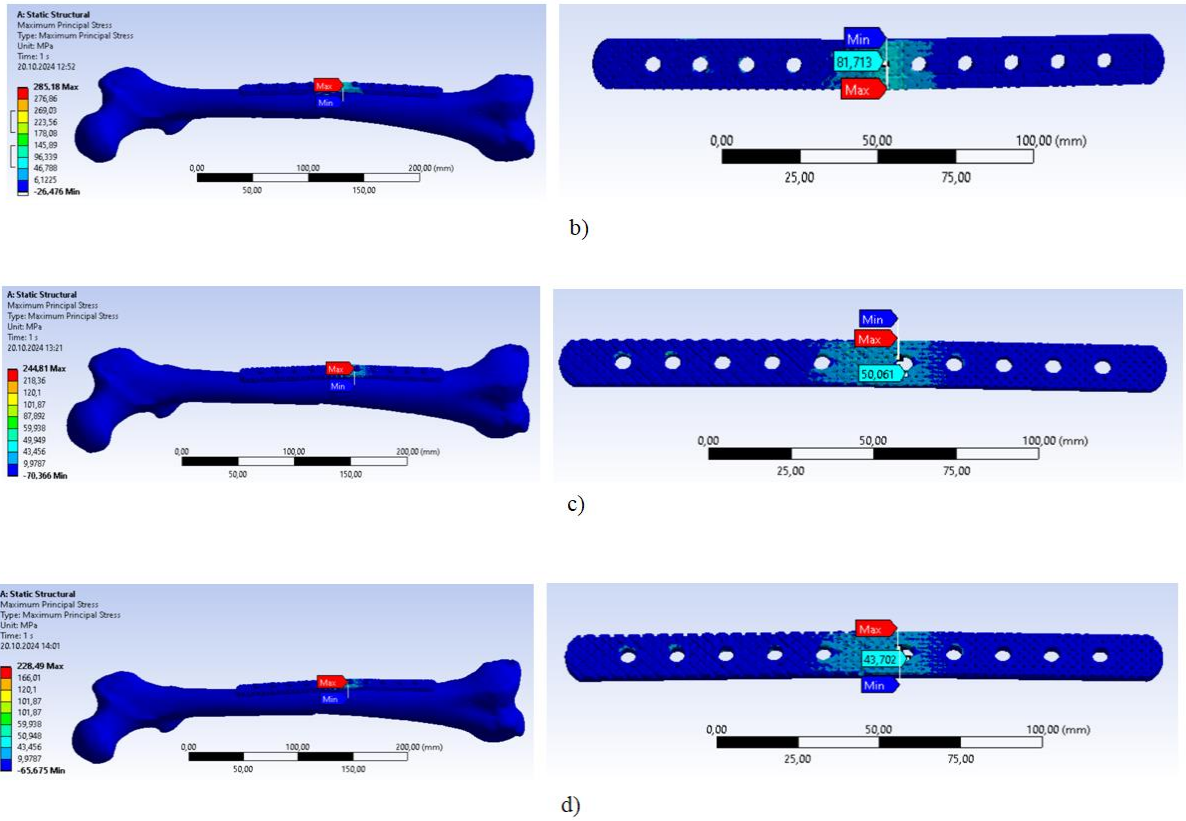 A: Static Structural
Maximum Principal Stress
Type: Maximum Principal Stress
Unit: MPa
Time: 1 s
20.10.2024 12:52
285,18 Max
276,86
269,03
223,56
178,08
145,89
96,339
46,788
6,1225
-26,476 Min
Max
Min
0,00 100,00 200,00 (mm)
50,00 150,00
Min
81,713
Max
0,00 50,00 100,00 (mm)
25,00 75,00
b)
A: Static Structural
Maximum Principal Stress
Type: Maximum Principal Stress
Unit: MPa
Time: 1 s
20.10.2024 13:21
244,81 Max
218,36
120,1
101,87
87,892
59,938
49,949
43,456
9,9787
-70,366 Min
Max
Min
0,00 100,00 200,00 (mm)
50,00 150,00
Min
Max
50,061
0,00 50,00 100,00 (mm)
25,00 75,00
c)
A: Static Structural
Maximum Principal Stress
Type: Maximum Principal Stress
Unit: MPa
Time: 1 s
20.10.2024 14:01
228,49 Max
166,01
120,1
101,87
101,87
59,938
50,948
43,456
9,9787
-65,675 Min
Max
Min
0,00 100,00 200,00 (mm)
50,00 150,00
Max
43,702
Min
0,00 50,00 100,00 (mm)
25,00 75,00
d)